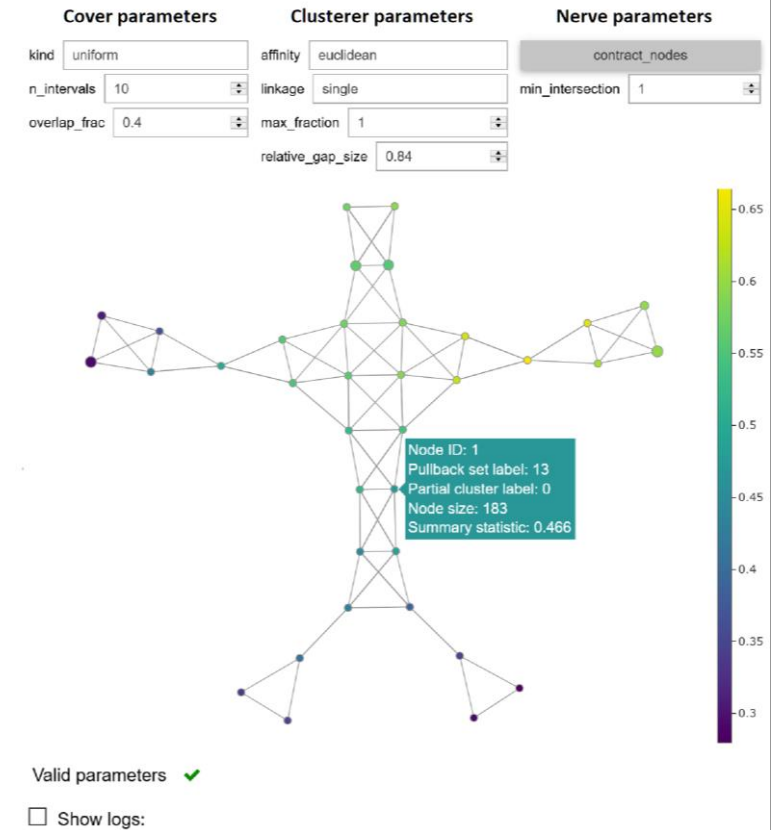 Cover parameters
Clusterer parameters
Nerve parameters
kind uniform
affinity euclidean
contract_nodes
n_intervals 10
linkage single
min_intersection 1
overlap_frac 0.4
max_fraction 1
relative_gap_size 0.84
0.65
0.6
0.55
0.5
0.45
0.4
0.35
0.3
Node ID: 1
Pullback set label: 13
Partial cluster label: 0
Node size: 183
Summary statistic: 0.466
Valid parameters
Show logs: